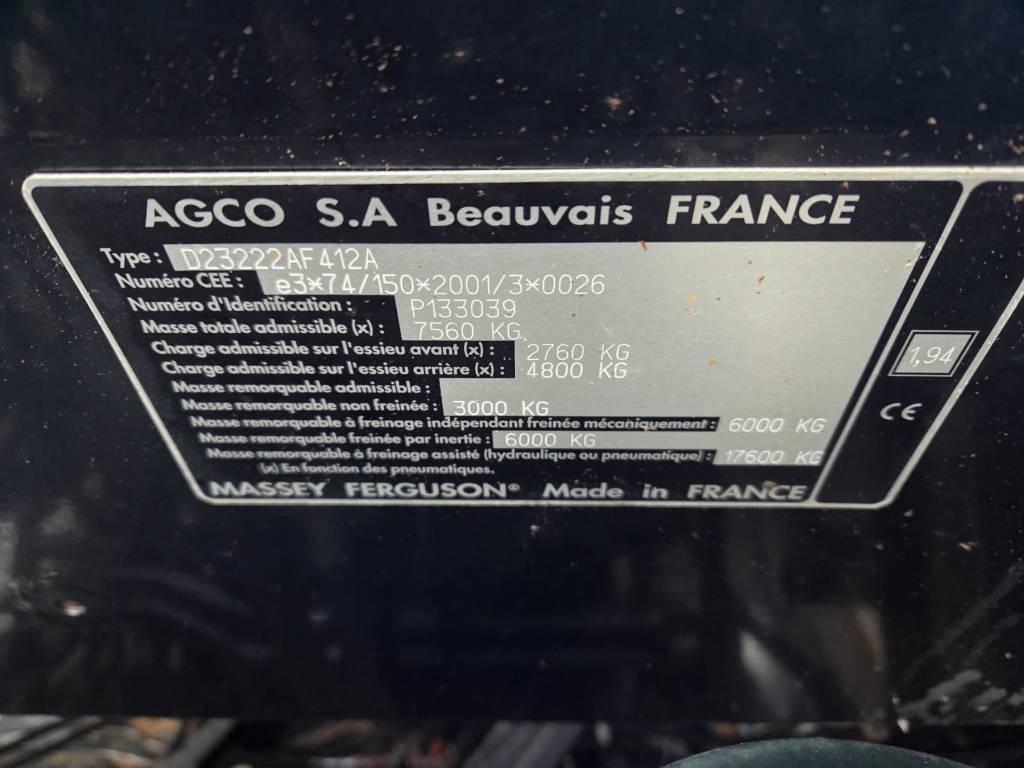 AGCO S.A Beauvais FRANCE
Type : D23222AF412A
Numéro CEE : e3*74/150*2001/3*0026
Numéro d'Identification : P133039
Masse totale admissible (x) : 7560 KG
Charge admissible sur l'essieu avant (x) : 2760 KG
Charge admissible sur l'essieu arrière (x) : 4800 KG
Masse remorquable admissible :
Masse remorquable non freinée : 3000 KG
Masse remorquable à freinage indépendant freinée mécaniquement : 6000 KG
Masse remorquable freinée par inertie : 6000 KG
Masse remorquable à freinage assisté (hydraulique ou pneumatique) : 17600 KG
(x) En fonction des pneumatiques.
MASSEY FERGUSON® Made in FRANCE
1,94
CE